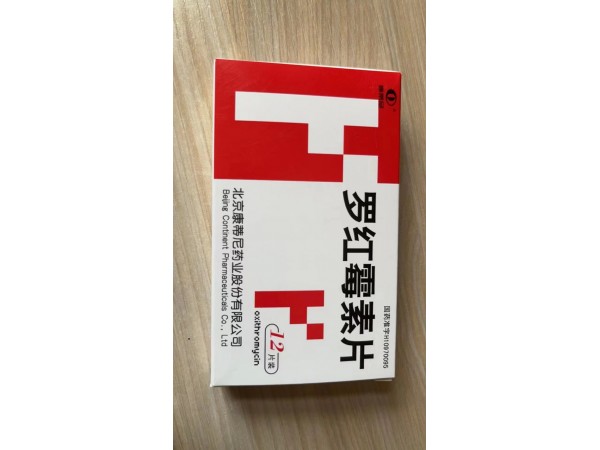 国药准字H10970095
罗红霉素片
oxithromycin
12片装
北京康蒂尼药业股份有限公司
Beijing Continent Pharmaceuticals Co., Ltd